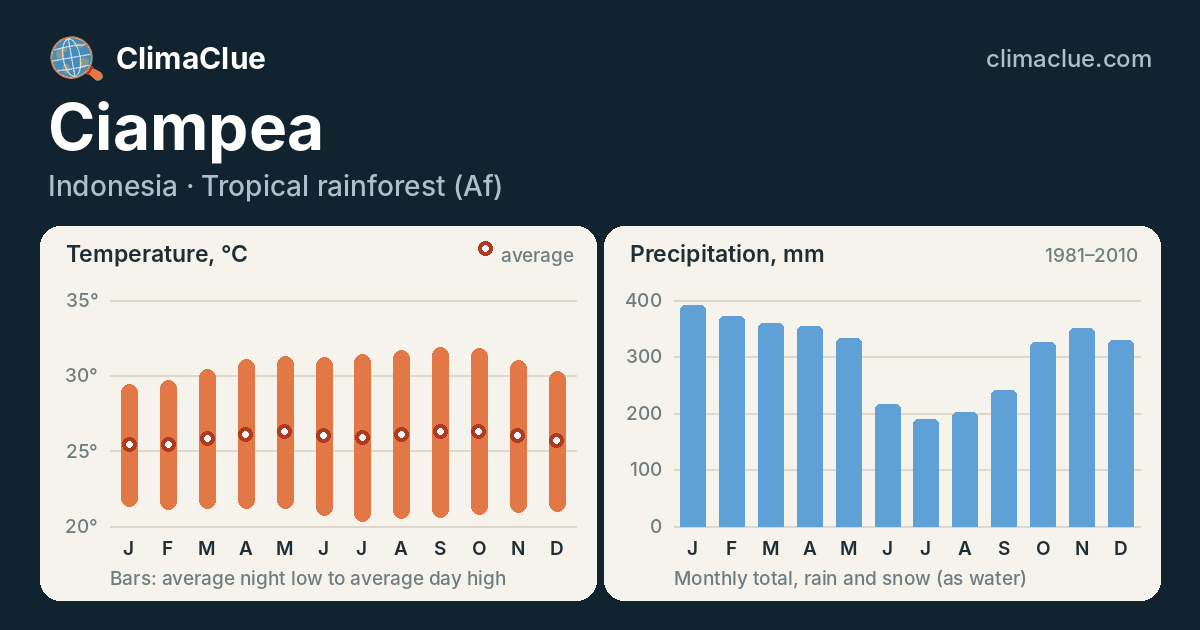 ClimaClue
climaclue.com
Ciampea
Indonesia · Tropical rainforest (Af)
Temperature, °C
average
35°
30°
25°
20°
J F M A M J J A S O N D
Bars: average night low to average day high
Precipitation, mm
1981–2010
400
300
200
100
0
J F M A M J J A S O N D
Monthly total, rain and snow (as water)